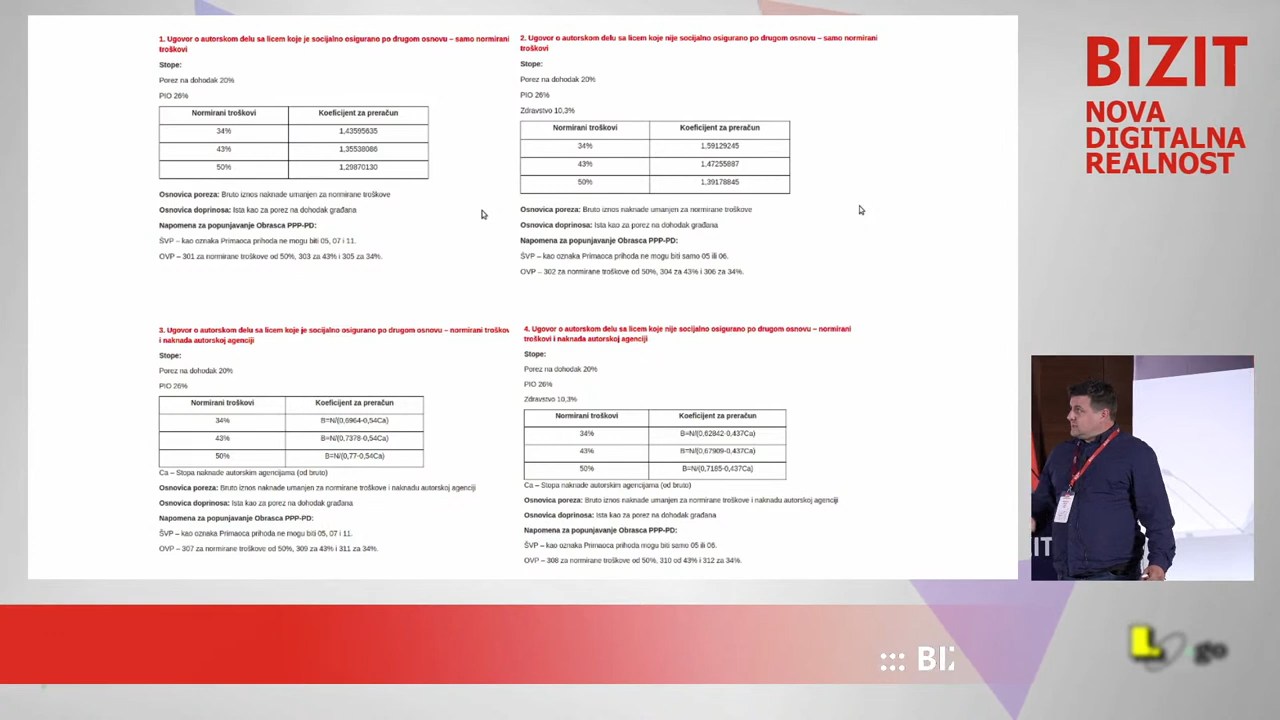 1. Ugovor o autorskom delu sa licem koje je socijalno osigurano po drugom osnovu – samo normirani
troškovi
Stope:
Porez na dohodak 20%
PIO 26%
Normirani troškovi Koeficijent za preračun
34% 1,43595635
43% 1,35538086
50% 1,29870130
Osnovica poreza: Bruto iznos naknade umanjen za normirane troškove
Osnovica doprinosa: Ista kao za porez na dohodak građana
Napomena za popunjavanje Obrasca PPP-PD:
ŠVP – kao oznaka Primaoca prihoda ne mogu biti 05, 07 i 11.
OVP – 301 za normirane troškove od 50%, 303 za 43% i 305 za 34%.
2. Ugovor o autorskom delu sa licem koje nije socijalno osigurano po drugom osnovu – samo normirani
troškovi
Stope:
Porez na dohodak 20%
PIO 26%
Zdravstvo 10,3%
Normirani troškovi Koeficijent za preračun
34% 1,59129245
43% 1,47255887
50% 1,39178845
Osnovica poreza: Bruto iznos naknade umanjen za normirane troškove
Osnovica doprinosa: Ista kao za porez na dohodak građana
Napomena za popunjavanje Obrasca PPP-PD:
ŠVP – kao oznaka Primaoca prihoda ne mogu biti samo 05 ili 06.
OVP – 302 za normirane troškove od 50%, 304 za 43% i 306 za 34%.
3. Ugovor o autorskom delu sa licem koje je socijalno osigurano po drugom osnovu – normirani troškov
i naknada autorskoj agenciji
Stope:
Porez na dohodak 20%
PIO 26%
Normirani troškovi Koeficijent za preračun
34% B=N/(0,6964-0,54Ca)
43% B=N/(0,7378-0,54Ca)
50% B=N/(0,77-0,54Ca)
Ca – Stopa naknade autorskim agencijama (od bruto)
Osnovica poreza: Bruto iznos naknade umanjen za normirane troškove i naknadu autorskoj agenciji
Osnovica doprinosa: Ista kao za porez na dohodak građana
Napomena za popunjavanje Obrasca PPP-PD:
ŠVP – kao oznaka Primaoca prihoda ne mogu biti 05, 07 i 11.
OVP – 307 za normirane troškove od 50%, 309 za 43% i 311 za 34%.
4. Ugovor o autorskom delu sa licem koje nije socijalno osigurano po drugom osnovu – normirani
troškovi i naknada autorskoj agenciji
Stope:
Porez na dohodak 20%
PIO 26%
Zdravstvo 10,3%
Normirani troškovi Koeficijent za preračun
34% B=N/(0,62842-0,437Ca)
43% B=N/(0,67909-0,437Ca)
50% B=N/(0,7185-0,437Ca)
Ca – Stopa naknade autorskim agencijama (od bruto)
Osnovica poreza: Bruto iznos naknade umanjen za normirane troškove i naknadu autorskoj agenciji
Osnovica doprinosa: Ista kao za porez na dohodak građana
Napomena za popunjavanje Obrasca PPP-PD:
ŠVP – kao oznaka Primaoca prihoda mogu biti samo 05 ili 06.
OVP – 308 za normirane troškove od 50%, 310 od 43% i 312 za 34%.
BIZIT
NOVA
DIGITALNA
REALNOST
ZIT
BIZ
L go